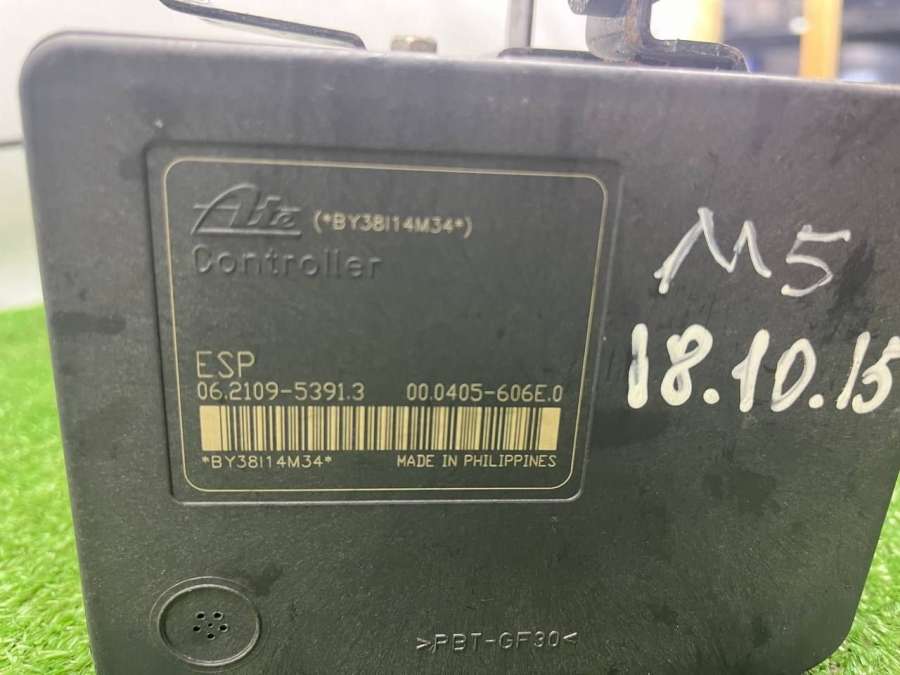 Ate (*BY38I14M34*)
Controller
ESP
06.2109-5391.3 00.0405-606E.0
*BY38I14M34* MADE IN PHILIPPINES
M5
18.10.15
>PBT-GF30<